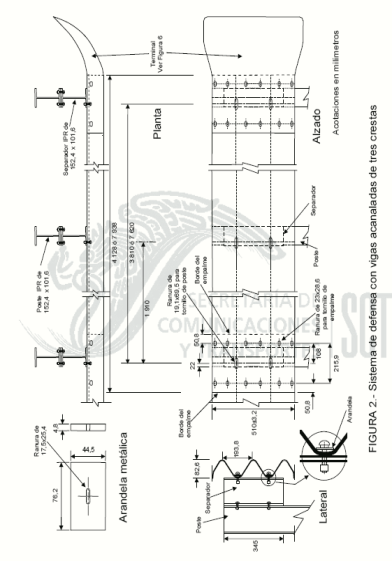 Terminal
Ver Figura 6
Separador IPR de
152,4 x 101,6
Planta
4 128 ó 7 938
3 810 ó 7 620
1 910
Poste IPR de
152,4 x 101,6
Alzado
Acotaciones en milímetros
Separador
Poste
Ranura de
19,1x69,5 para
tornillo de poste
Borde del
empalme
Ranura de 23x28,6
para tornillo de
empalme
50,8
22
108
215,9
Borde del
empalme
510±3,2
50,8
Ranura de
17,5x25,4
4,8
44,5
76,2
Arandela metálica
82,6
193,8
Separador
Poste
345
Lateral
Arandela
FIGURA 2.- Sistema de defensa con vigas acanaladas de tres crestas
SECRETARÍA DE
COMUNICACIONES